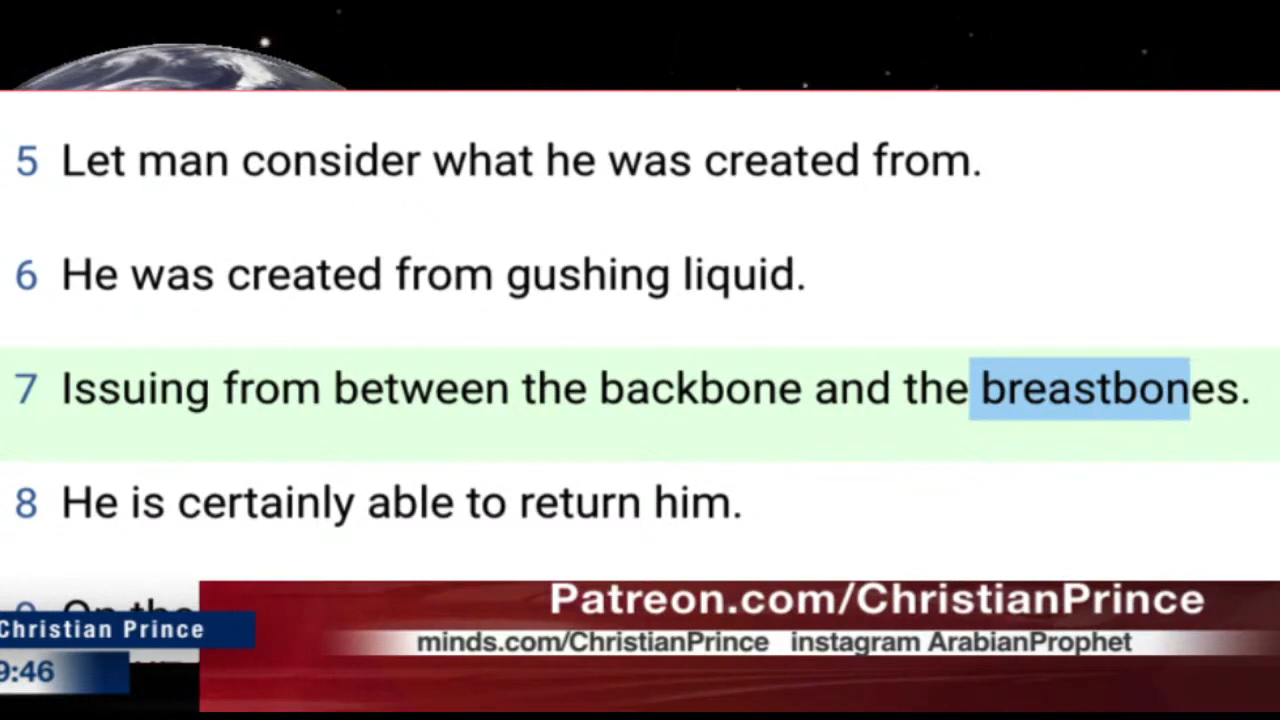 5 Let man consider what he was created from.
6 He was created from gushing liquid.
7 Issuing from between the backbone and the breastbones.
8 He is certainly able to return him.
On the
Patreon.com/ChristianPrince
Christian Prince
minds.com/ChristianPrince instagram ArabianProphet
9:46